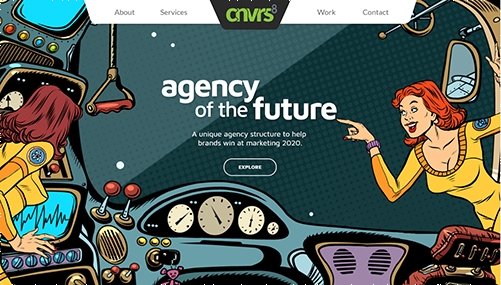 About Services cnvrs8 Work Contact
agency
of the future
A unique agency structure to help
brands win at marketing 2020.
EXPLORE